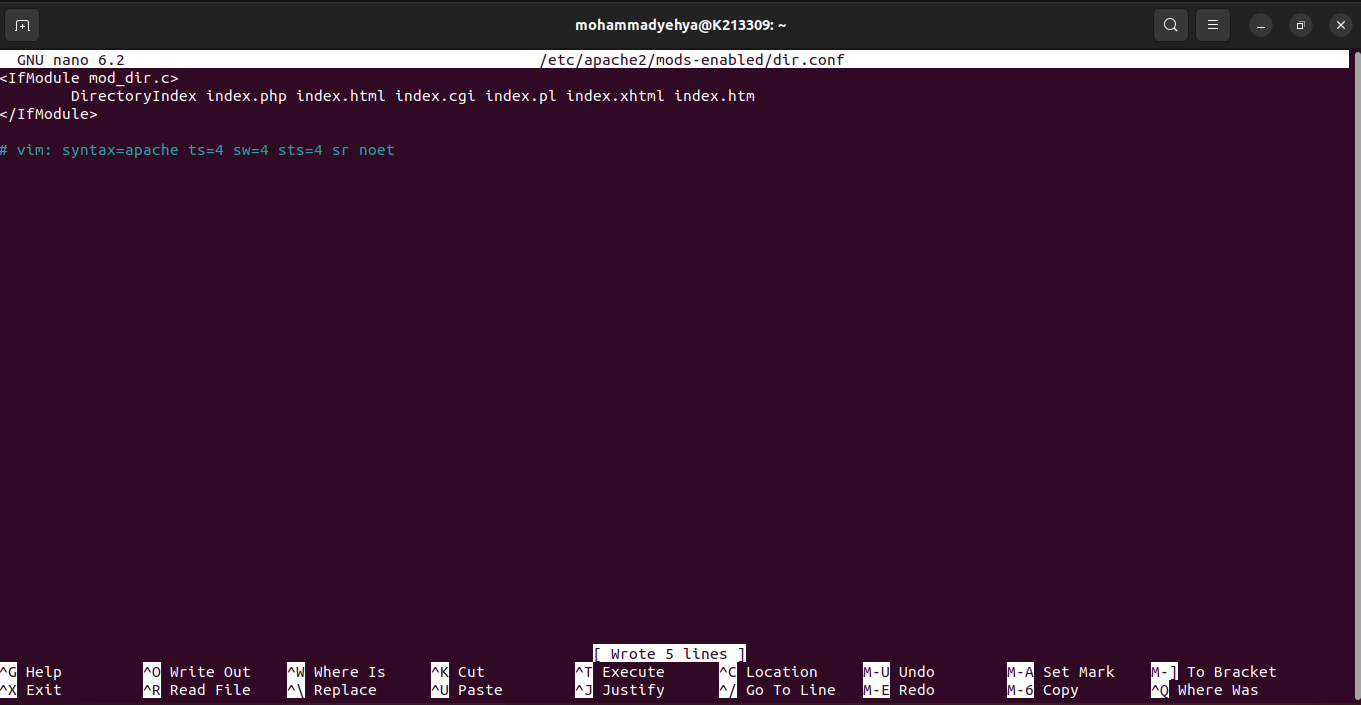 mohammadyehya@K213309: ~
GNU nano 6.2 /etc/apache2/mods-enabled/dir.conf
<IfModule mod_dir.c>
        DirectoryIndex index.php index.html index.cgi index.pl index.xhtml index.htm
</IfModule>
# vim: syntax=apache ts=4 sw=4 sts=4 sr noet
[ Wrote 5 lines ]
^G Help ^O Write Out ^W Where Is ^K Cut ^T Execute ^C Location M-U Undo M-A Set Mark M-] To Bracket
^X Exit ^R Read File ^\ Replace ^U Paste ^J Justify ^/ Go To Line M-E Redo M-6 Copy ^Q Where Was